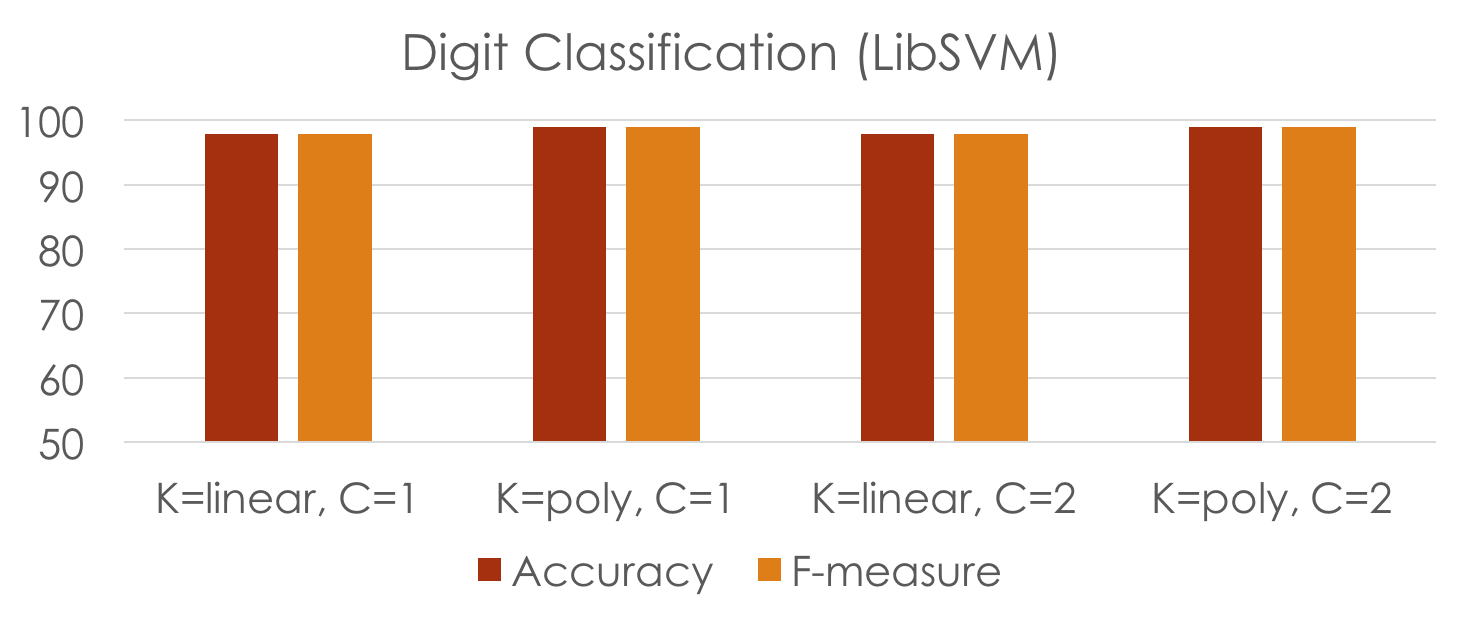 Digit Classification (LibSVM)
100
90
80
70
60
50
K=linear, C=1 K=poly, C=1 K=linear, C=2 K=poly, C=2
Accuracy F-measure